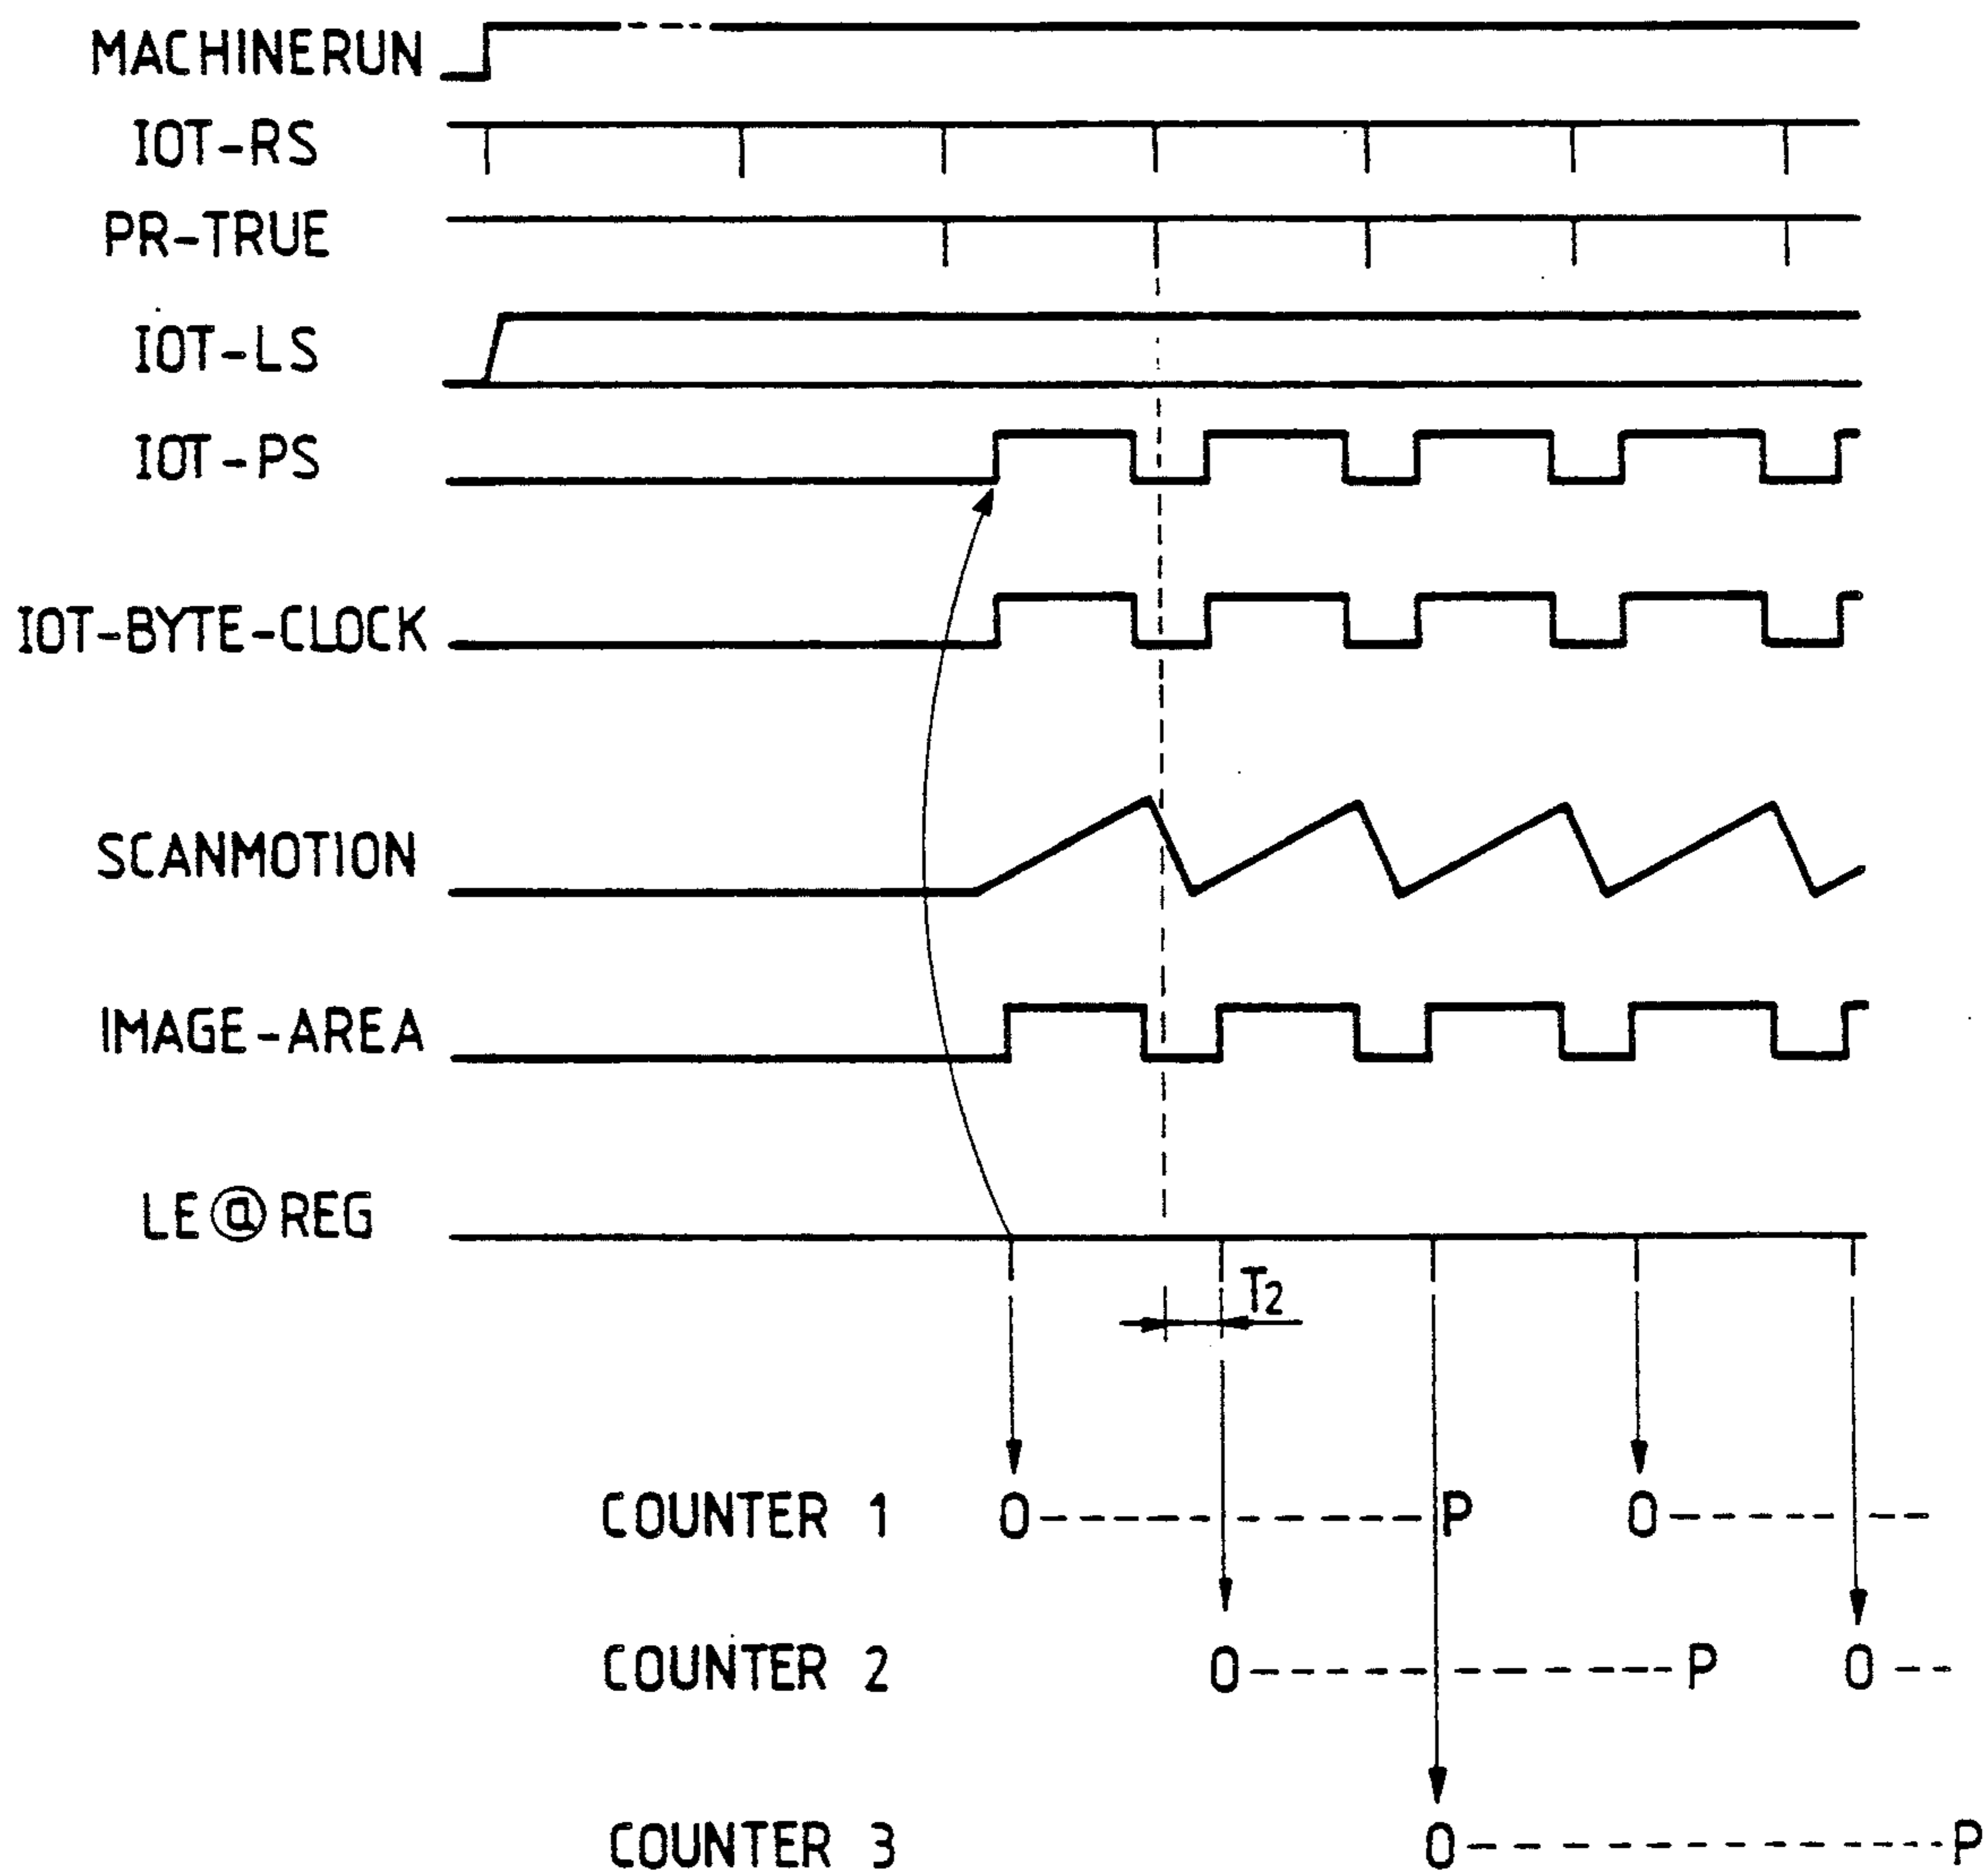 MACHINERUN
IOT-RS
PR-TRUE
IOT-LS
IOT-PS
IOT-BYTE-CLOCK
SCANMOTION
IMAGE-AREA
LE@REG
T2
COUNTER 1 0 P 0
COUNTER 2 0 P 0
COUNTER 3 0 P